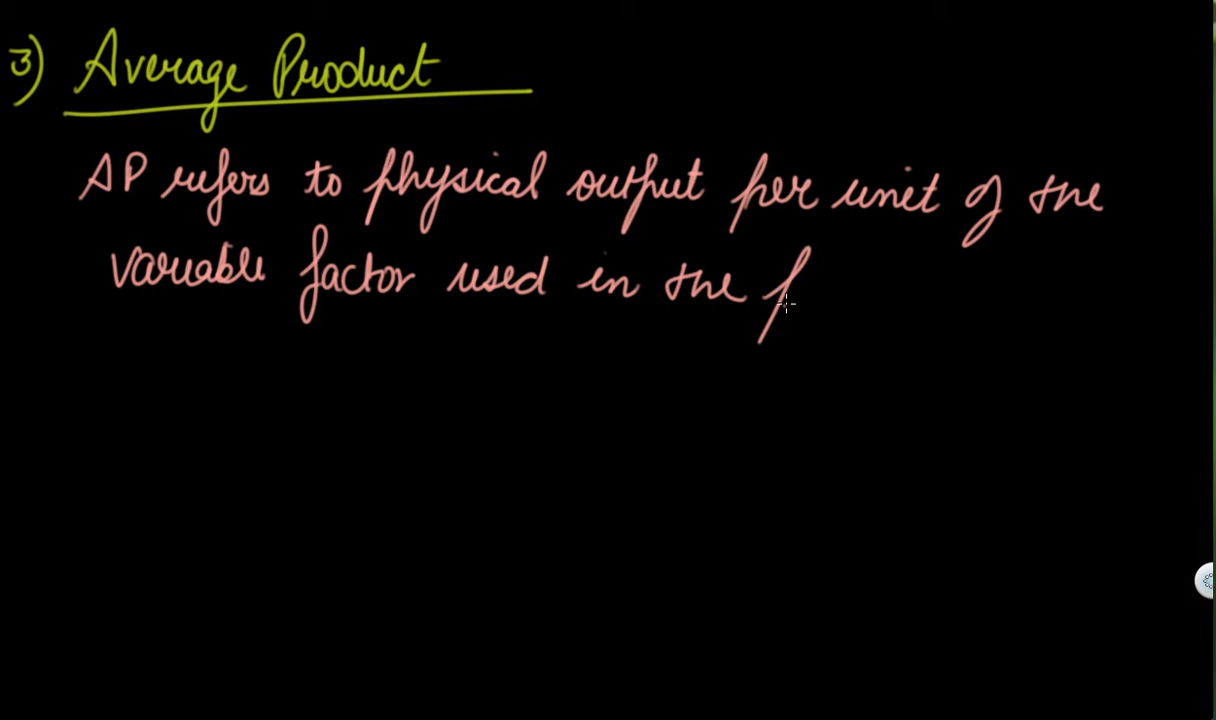 3) Average Product
AP refers to physical output per unit of the
variable factor used in the